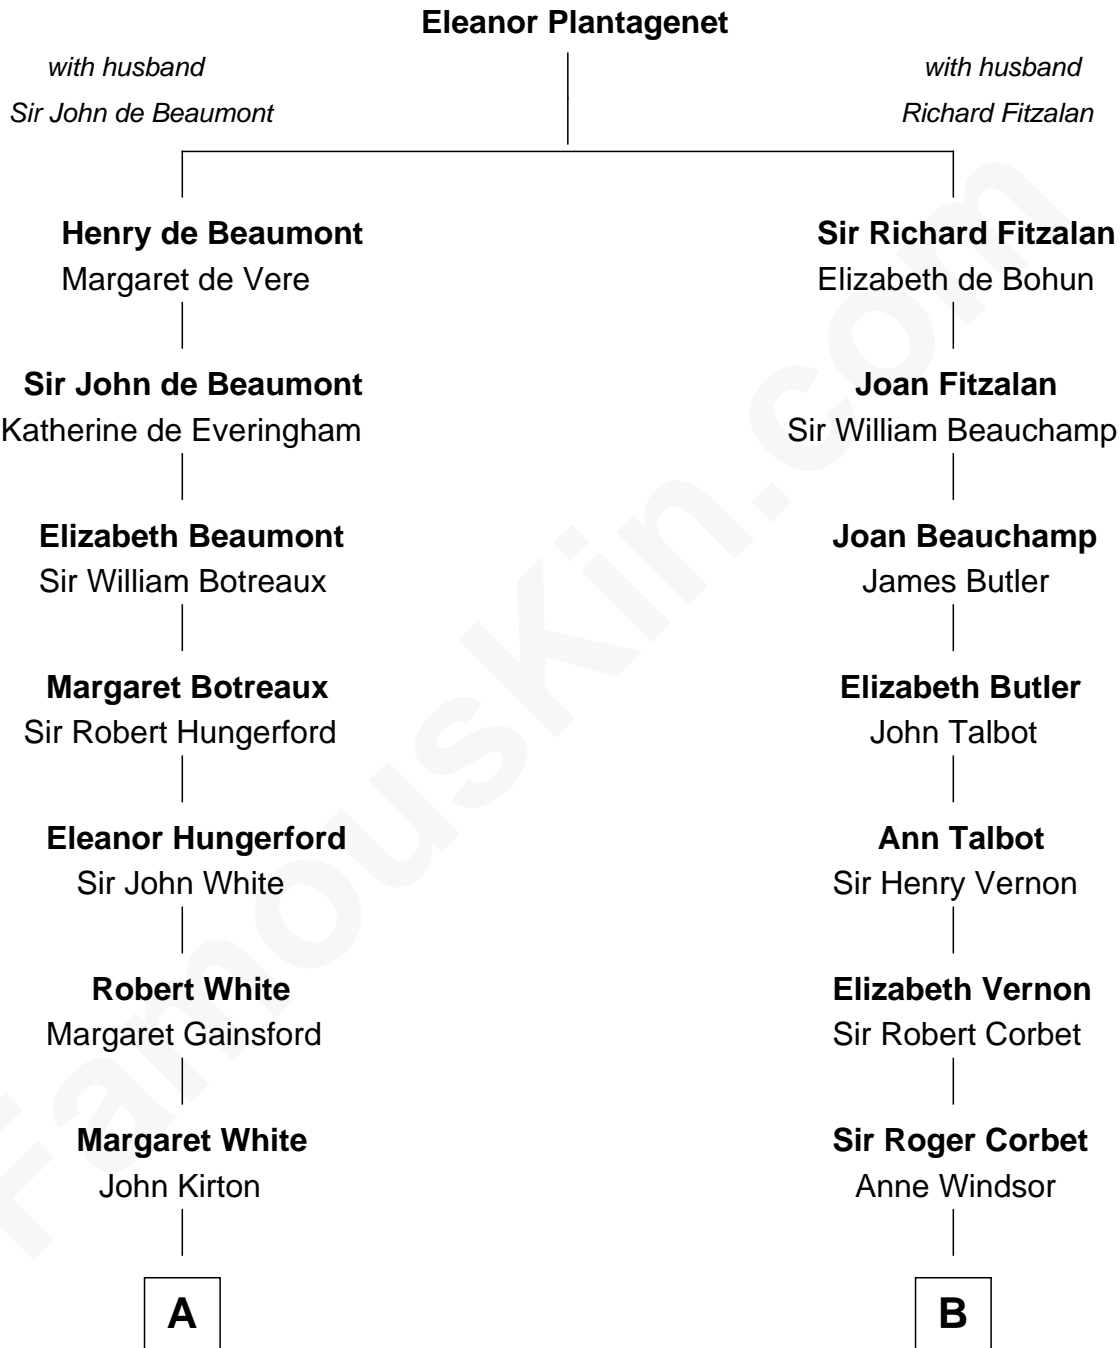 Eleanor Plantagenet
with husband
Sir John de Beaumont
with husband
Richard Fitzalan
Henry de Beaumont
Margaret de Vere
Sir Richard Fitzalan
Elizabeth de Bohun
Sir John de Beaumont
Katherine de Everingham
Joan Fitzalan
Sir William Beauchamp
Elizabeth Beaumont
Sir William Botreaux
Joan Beauchamp
James Butler
Margaret Botreaux
Sir Robert Hungerford
Elizabeth Butler
John Talbot
Eleanor Hungerford
Sir John White
Ann Talbot
Sir Henry Vernon
Robert White
Margaret Gainsford
Elizabeth Vernon
Sir Robert Corbet
Margaret White
John Kirton
Sir Roger Corbet
Anne Windsor
A
B
FamousKin.com